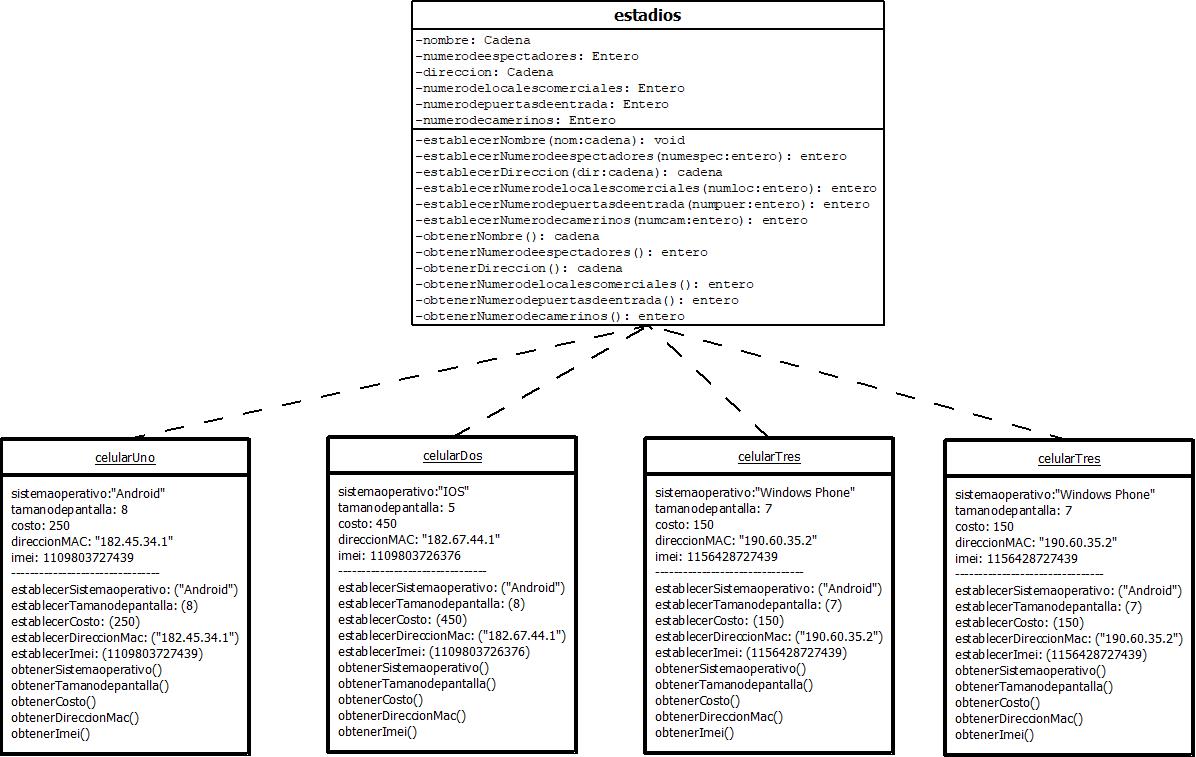 estadios
-nombre: Cadena
-numerodeespectadores: Entero
-direccion: Cadena
-numerodelocalescomerciales: Entero
-numerodepuertasdeentrada: Entero
-numerodecamerinos: Entero
-establecerNombre(nom:cadena): void
-establecerNumerodeespectadores(numespec:entero): entero
-establecerDireccion(dir:cadena): cadena
-establecerNumerodelocalescomerciales(numloc:entero): entero
-establecerNumerodepuertasdeentrada(numpuer:entero): entero
-establecerNumerodecamerinos(numcam:entero): entero
-obtenerNombre(): cadena
-obtenerNumerodeespectadores(): entero
-obtenerDireccion(): cadena
-obtenerNumerodelocalescomerciales(): entero
-obtenerNumerodepuertasdeentrada(): entero
-obtenerNumerodecamerinos(): entero
celularUno
sistemaoperativo:"Android"
tamanodepantalla: 8
costo: 250
direccionMAC: "182.45.34.1"
imei: 1109803727439
--------------------------------
establecerSistemaoperativo: ("Android")
establecerTamanodepantalla: (8)
establecerCosto: (250)
establecerDireccionMac: ("182.45.34.1")
establecerImei: (1109803727439)
obtenerSistemaoperativo()
obtenerTamanodepantalla()
obtenerCosto()
obtenerDireccionMac()
obtenerImei()
celularDos
sistemaoperativo:"IOS"
tamanodepantalla: 5
costo: 450
direccionMAC: "182.67.44.1"
imei: 1109803726376
--------------------------------
establecerSistemaoperativo: ("Android")
establecerTamanodepantalla: (8)
establecerCosto: (450)
establecerDireccionMac: ("182.67.44.1")
establecerImei: (1109803726376)
obtenerSistemaoperativo()
obtenerTamanodepantalla()
obtenerCosto()
obtenerDireccionMac()
obtenerImei()
celularTres
sistemaoperativo:"Windows Phone"
tamanodepantalla: 7
costo: 150
direccionMAC: "190.60.35.2"
imei: 1156428727439
--------------------------------
establecerSistemaoperativo: ("Android")
establecerTamanodepantalla: (7)
establecerCosto: (150)
establecerDireccionMac: ("190.60.35.2")
establecerImei: (1156428727439)
obtenerSistemaoperativo()
obtenerTamanodepantalla()
obtenerCosto()
obtenerDireccionMac()
obtenerImei()
celularTres
sistemaoperativo:"Windows Phone"
tamanodepantalla: 7
costo: 150
direccionMAC: "190.60.35.2"
imei: 1156428727439
--------------------------------
establecerSistemaoperativo: ("Android")
establecerTamanodepantalla: (7)
establecerCosto: (150)
establecerDireccionMac: ("190.60.35.2")
establecerImei: (1156428727439)
obtenerSistemaoperativo()
obtenerTamanodepantalla()
obtenerCosto()
obtenerDireccionMac()
obtenerImei()